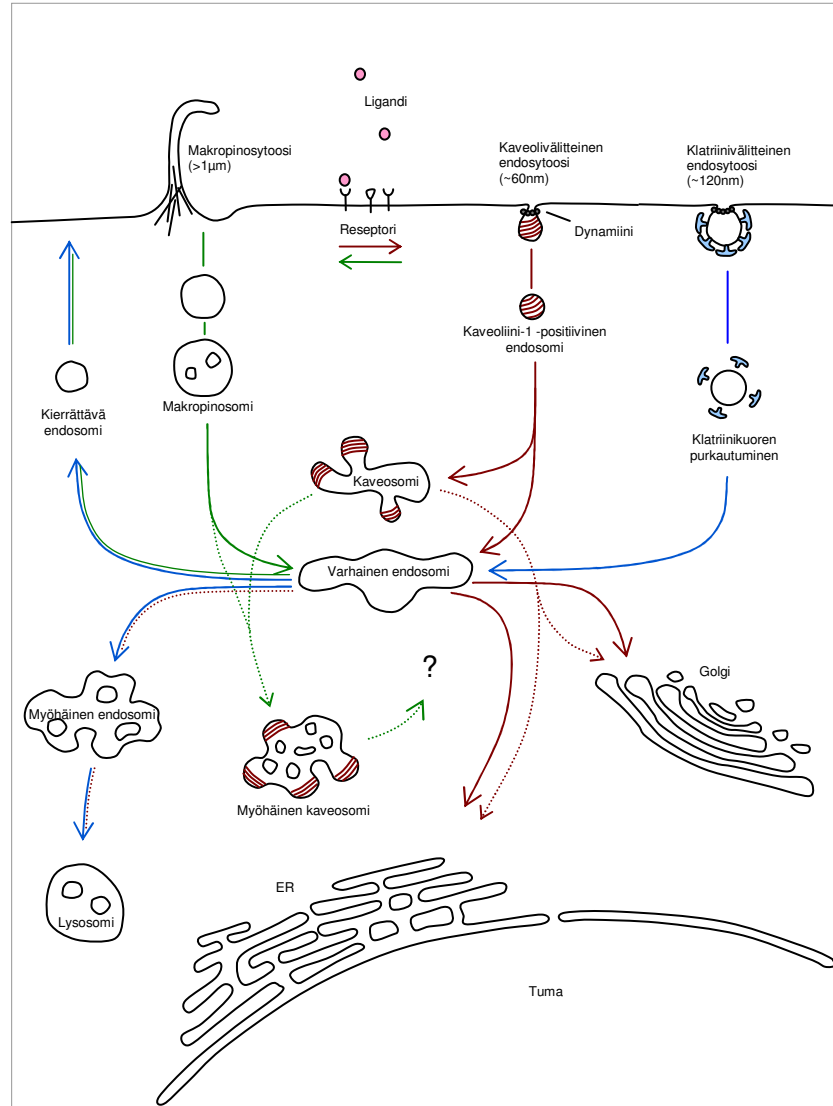 Ligandi
Makropinosytoosi
(>1µm)
Kaveolivälitteinen
endosytoosi
(~60nm)
Klatriinivälitteinen
endosytoosi
(~120nm)
Reseptori
Dynamiini
Kaveoliini-1 -positiivinen
endosomi
Makropinosomi
Kierrättävä
endosomi
Klatriinikuoren
purkautuminen
Kaveosomi
Varhainen endosomi
?
Golgi
Myöhäinen endosomi
Myöhäinen kaveosomi
ER
Lysosomi
Tuma